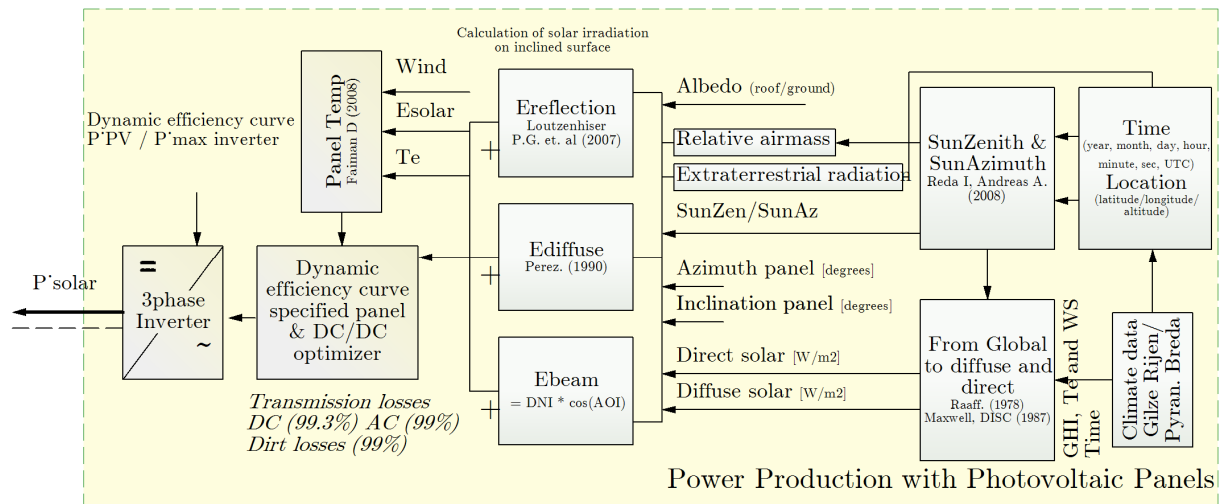 Calculation of solar irradiation
on inclined surface
Wind
Esolar
Te
Panel Temp
Faiman D (2008)
Dynamic efficiency curve
P˙PV / P˙max inverter
Ereflection
Loutzenhiser
P.G. et. al (2007)
+
Albedo (roof/ground)
Relative airmass
Extraterrestrial radiation
SunZen/SunAz
SunZenith &
SunAzimuth
Reda I, Andreas A.
(2008)
Time
(year, month, day, hour,
minute, sec, UTC)
Location
(latitude/longitude/
altitude)
Ediffuse
Perez. (1990)
+
Azimuth panel [degrees]
Inclination panel [degrees]
P˙solar
=
3phase
Inverter
~
Dynamic
efficiency curve
specified panel
& DC/DC
optimizer
Transmission losses
DC (99.3%) AC (99%)
Dirt losses (99%)
Ebeam
= DNI * cos(AOI)
+
Direct solar [W/m2]
Diffuse solar [W/m2]
From Global
to diffuse and
direct
Raaff. (1978)
Maxwell, DISC (1987)
GHI, Te and WS
Time
Climate data
Gilze Rijen/
Pyran. Breda
Power Production with Photovoltaic Panels